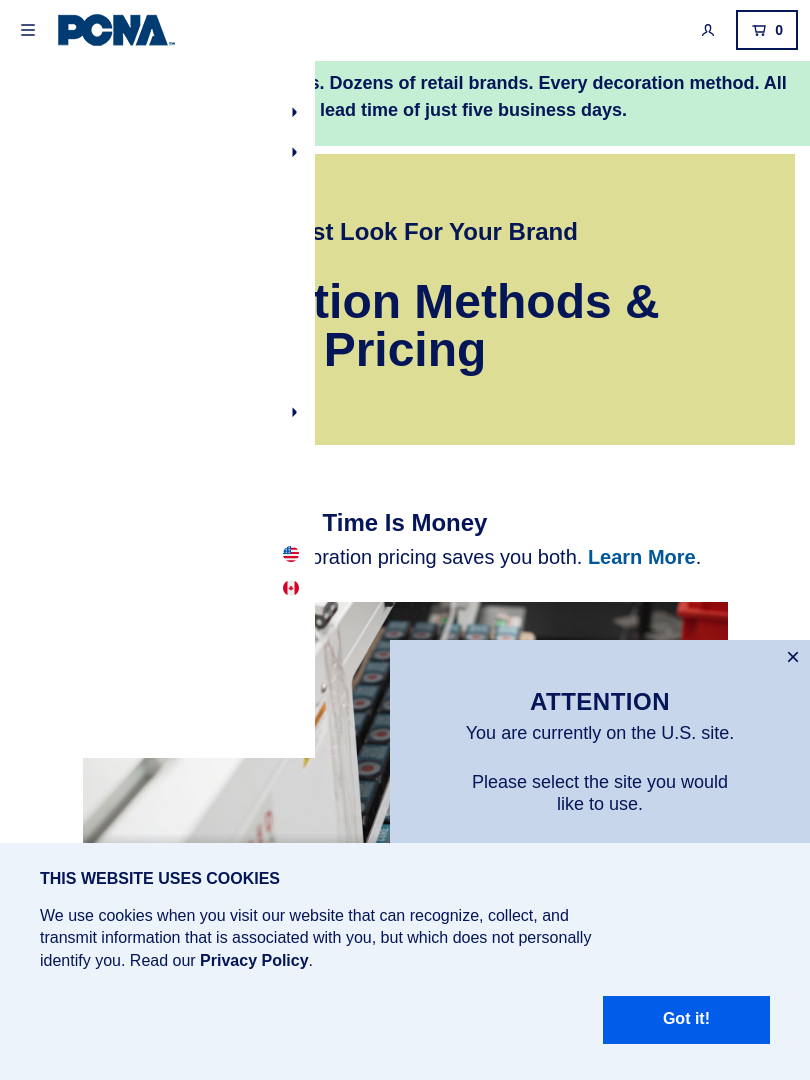 PCNA
0
. Dozens of retail brands. Every decoration method. All
lead time of just five business days.
Look For Your Brand
Methods &
Pricing
Time Is Money
pricing saves you both. Learn More.
ATTENTION
You are currently on the U.S. site.
Please select the site you would
like to use.
THIS WEBSITE USES COOKIES
We use cookies when you visit our website that can recognize, collect, and
transmit information that is associated with you, but which does not personally
identify you. Read our Privacy Policy.
Got it!